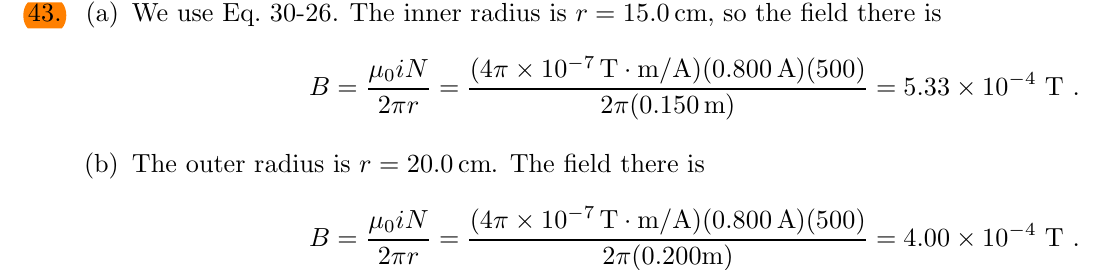 43. (a) We use Eq. 30-26. The inner radius is r = 15.0 cm, so the field there is
B = μ₀iN / 2πr = (4π × 10⁻⁷ T · m/A)(0.800 A)(500) / 2π(0.150 m) = 5.33 × 10⁻⁴ T .
(b) The outer radius is r = 20.0 cm. The field there is
B = μ₀iN / 2πr = (4π × 10⁻⁷ T · m/A)(0.800 A)(500) / 2π(0.200m) = 4.00 × 10⁻⁴ T .